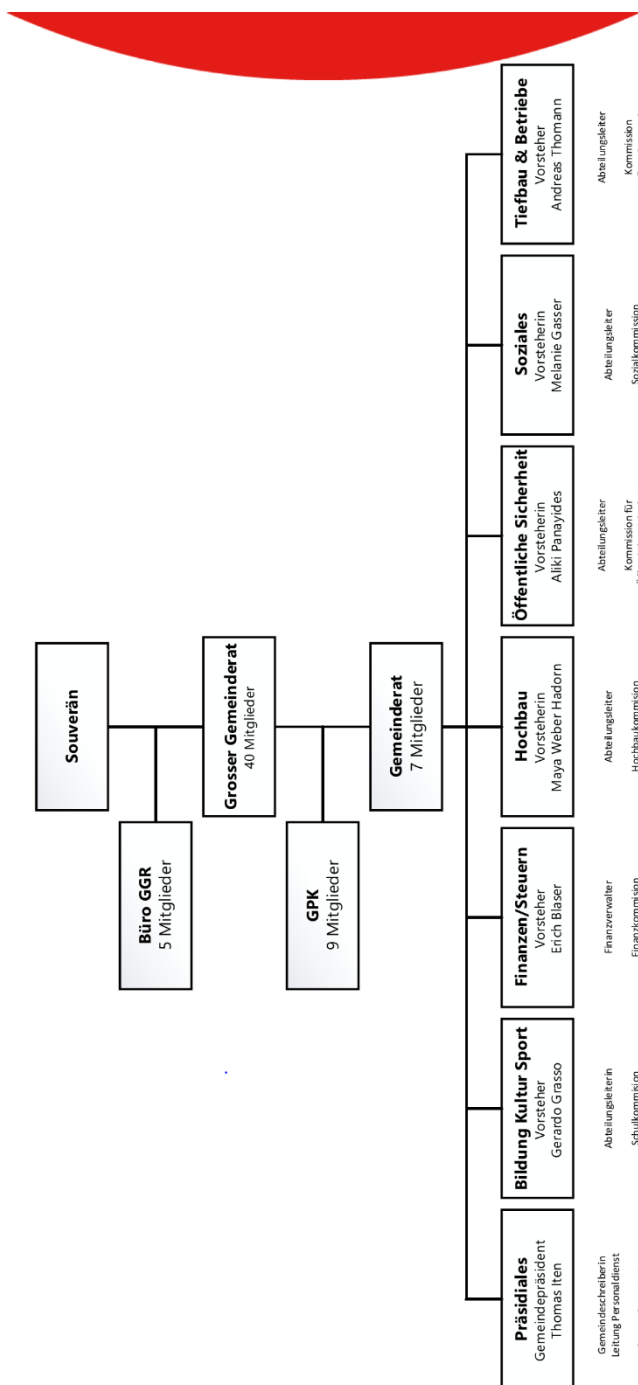 Souverän
Büro GGR
5 Mitglieder
Grosser Gemeinderat
40 Mitglieder
GPK
9 Mitglieder
Gemeinderat
7 Mitglieder
Präsidiales
Gemeindepräsident
Thomas Iten
Bildung Kultur Sport
Vorsteher
Gerardo Grasso
Finanzen/Steuern
Vorsteher
Erich Blaser
Hochbau
Vorsteherin
Maya Weber Hadorn
Öffentliche Sicherheit
Vorsteherin
Aliki Panayides
Soziales
Vorsteherin
Melanie Gasser
Tiefbau & Betriebe
Vorsteher
Andreas Thomann
Gemeindeschreiberin
Leitung Personaldienst
Abteilungsleiterin
Schulkommision
Finanzverwalter
Finanzkommision
Abteilungsleiter
Hochbaukommision
Abteilungsleiter
Kommission für
Abteilungsleiter
Sozialkommission
Abteilungsleiter
Kommission